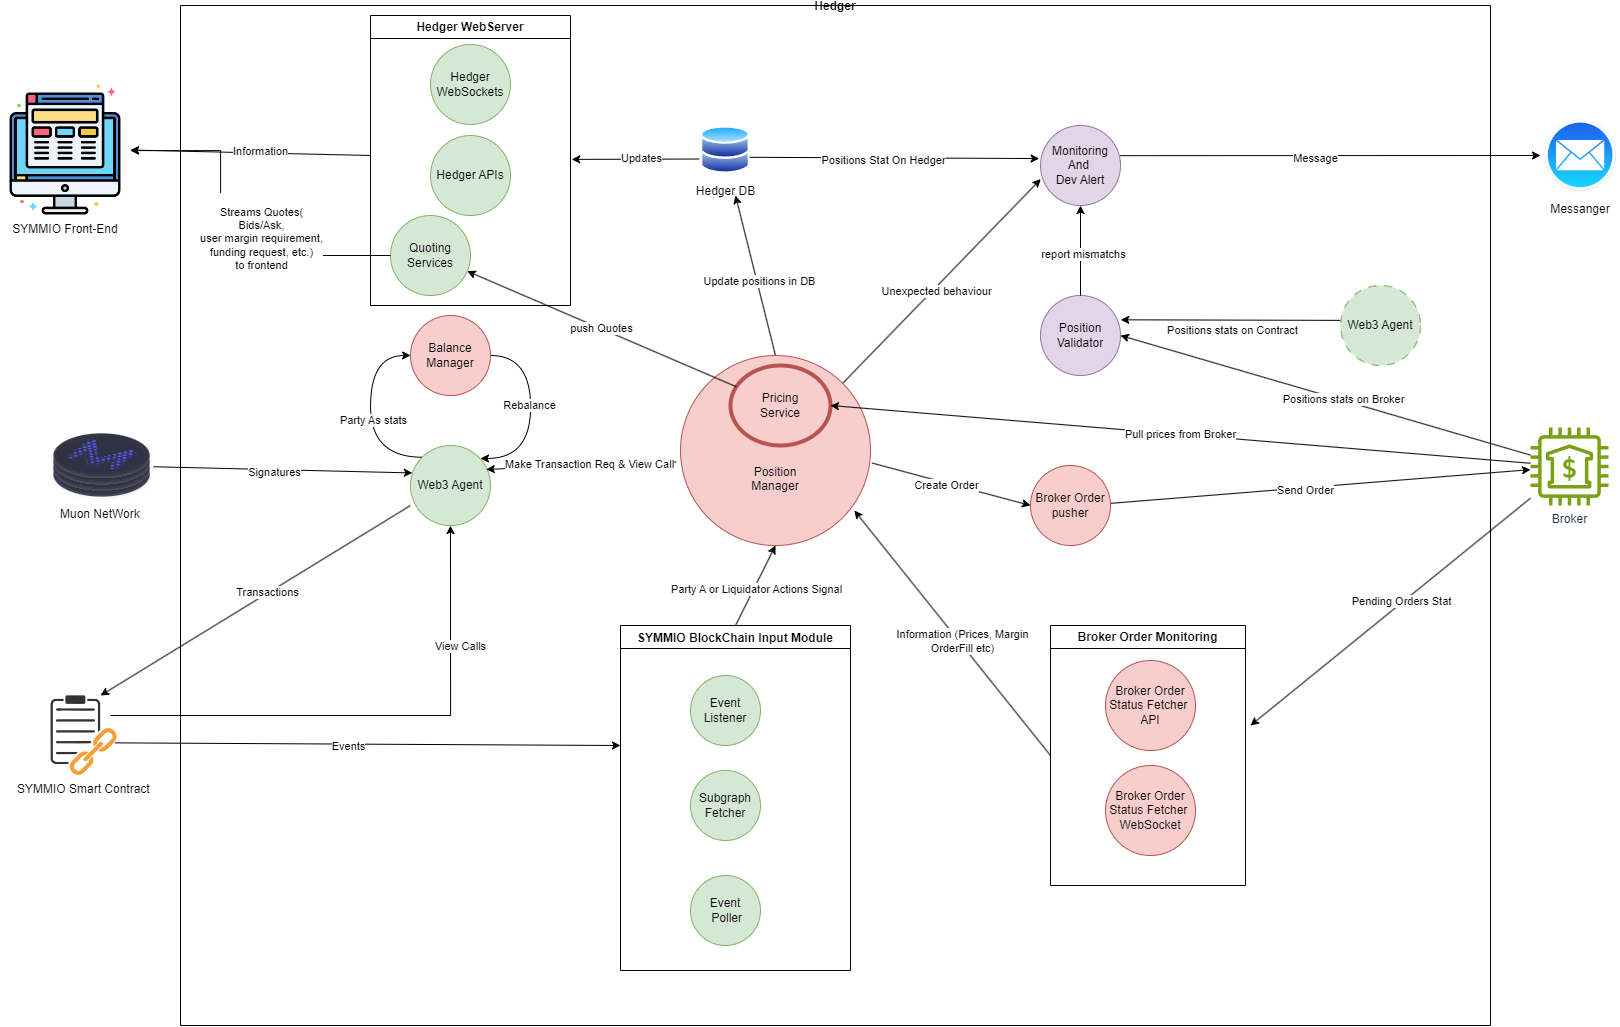 Hedger
Hedger WebServer
Hedger
WebSockets
Hedger APIs
Quoting
Services
SYMMIO Front-End
Information
Streams Quotes(
Bids/Ask,
user margin requirement,
funding request, etc.)
to frontend
Updates
Hedger DB
Positions Stat On Hedger
Monitoring
And
Dev Alert
Message
Messanger
Update positions in DB
Unexpected behaviour
report mismatchs
push Quotes
Position
Validator
Positions stats on Contract
Web3 Agent
Balance
Manager
Party As stats
Rebalance
Pricing
Service
Positions stats on Broker
Pull prices from Broker
Muon NetWork
Signatures
Web3 Agent
Make Transaction Req & View Call
Position
Manager
Create Order
Broker Order
pusher
Send Order
Broker
Transactions
View Calls
Party A or Liquidator Actions Signal
Pending Orders Stat
Information (Prices, Margin
OrderFill etc)
SYMMIO Smart Contract
Events
SYMMIO BlockChain Input Module
Event
Listener
Subgraph
Fetcher
Event
Poller
Broker Order Monitoring
Broker Order
Status Fetcher
API
Broker Order
Status Fetcher
WebSocket